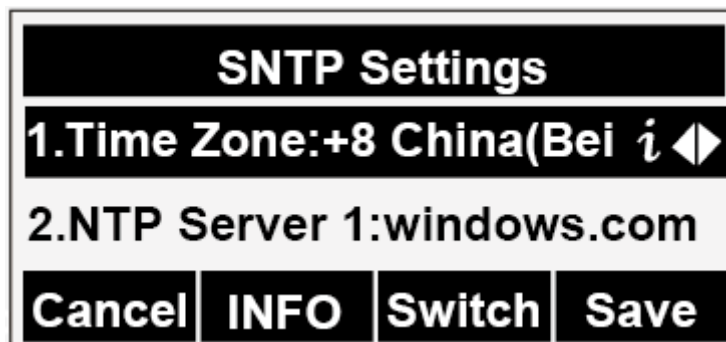 SNTP Settings
1.Time Zone:+8 China(Bei i
2.NTP Server 1:windows.com
Cancel INFO Switch Save